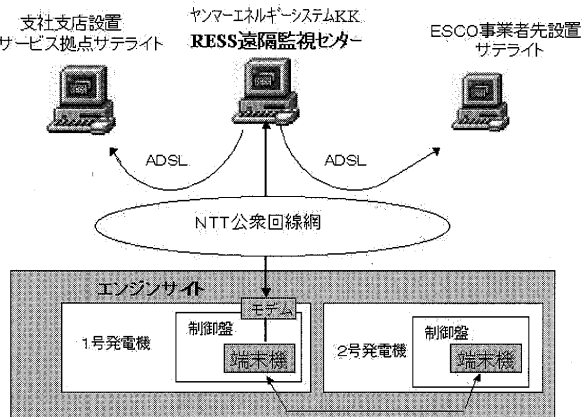 支社支店設置
サービス拠点サテライト
ヤンマーエネルギーシステムKK
RESS遠隔監視センター
ESCO事業者先設置
サテライト
ADSL
ADSL
NTT公衆回線網
エンジンサイト
モデム
1号発電機
制御盤
端末機
2号発電機
制御盤
端末機